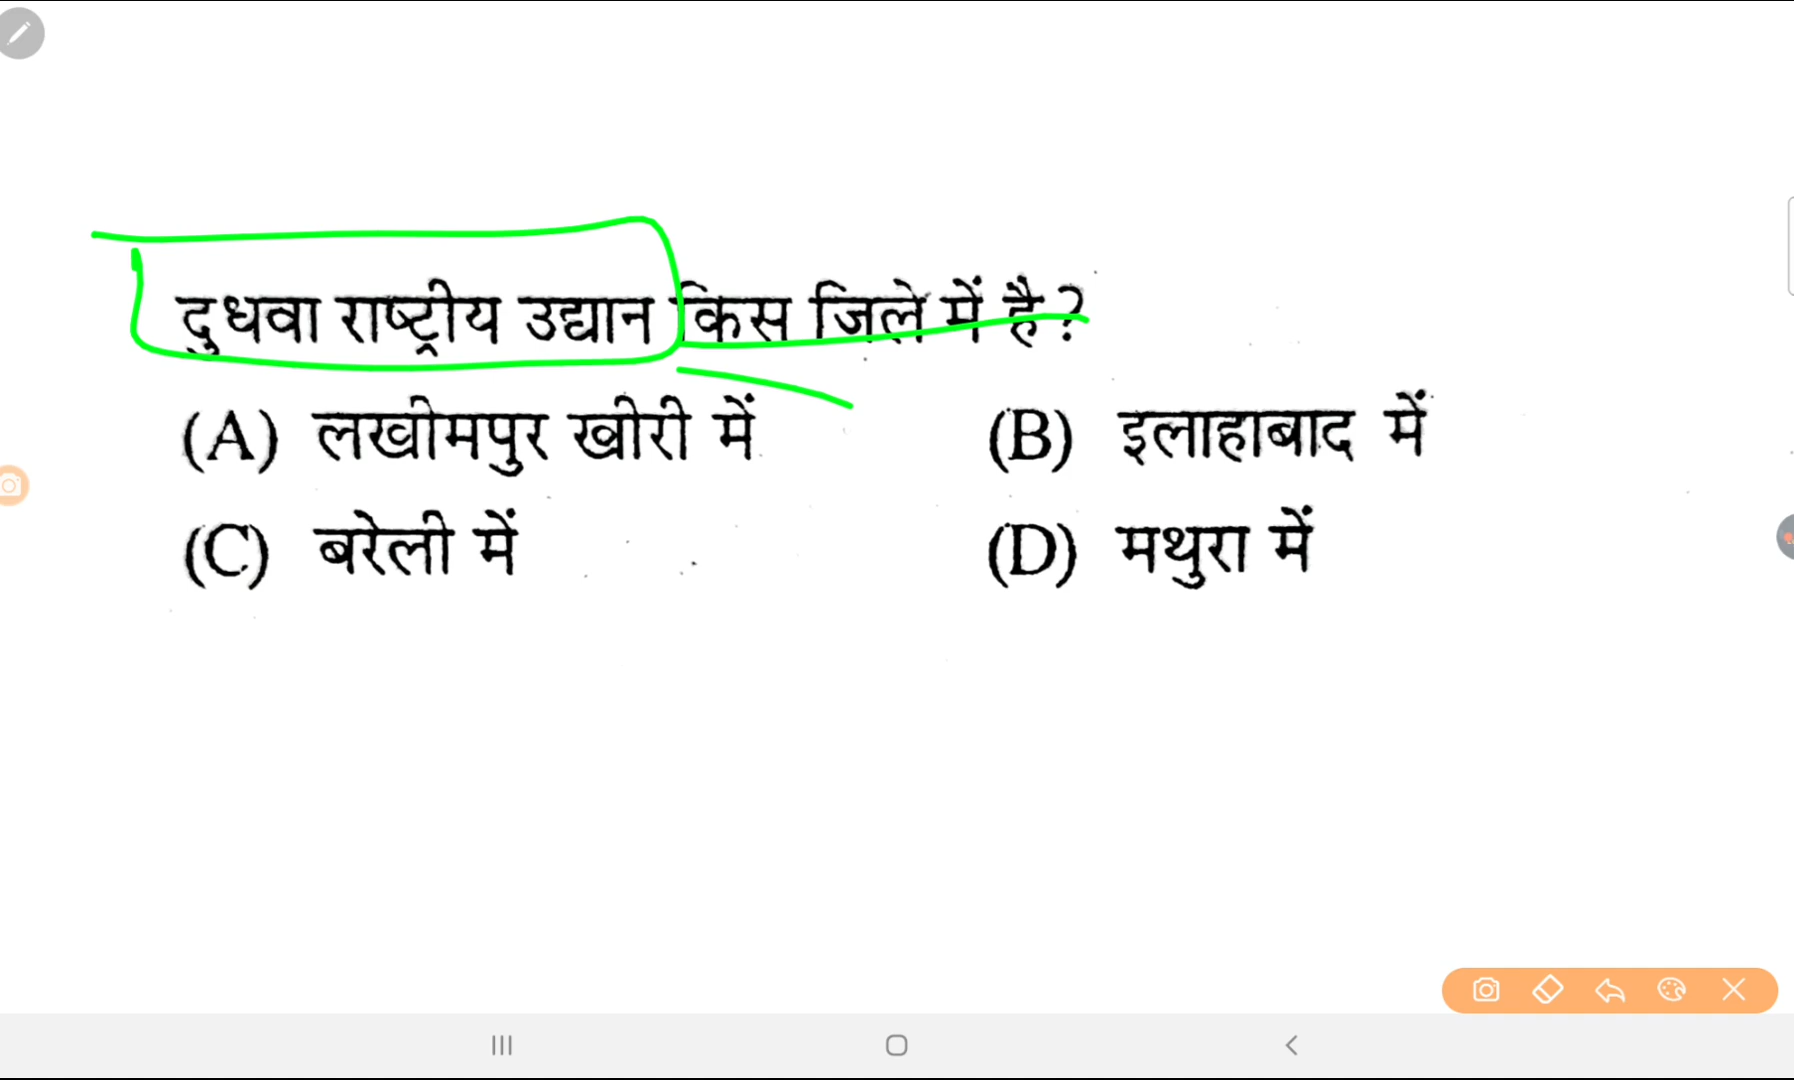 दुधवा राष्ट्रीय उद्यान किस जिले में है?
(A) लखीमपुर खीरी में (B) इलाहाबाद में
(C) बरेली में (D) मथुरा में